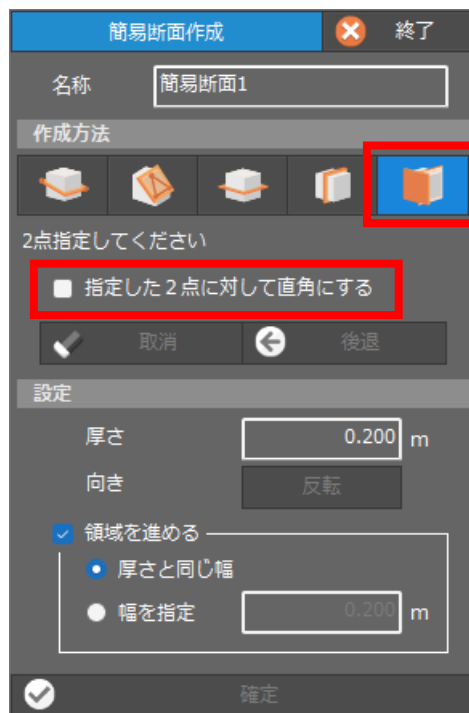 簡易断面作成 終了
名称 簡易断面1
作成方法
2点指定してください
指定した2点に対して直角にする
取消 後退
設定
厚さ 0.200 m
向き 反転
領域を進める
厚さと同じ幅
幅を指定 0.200 m
確定